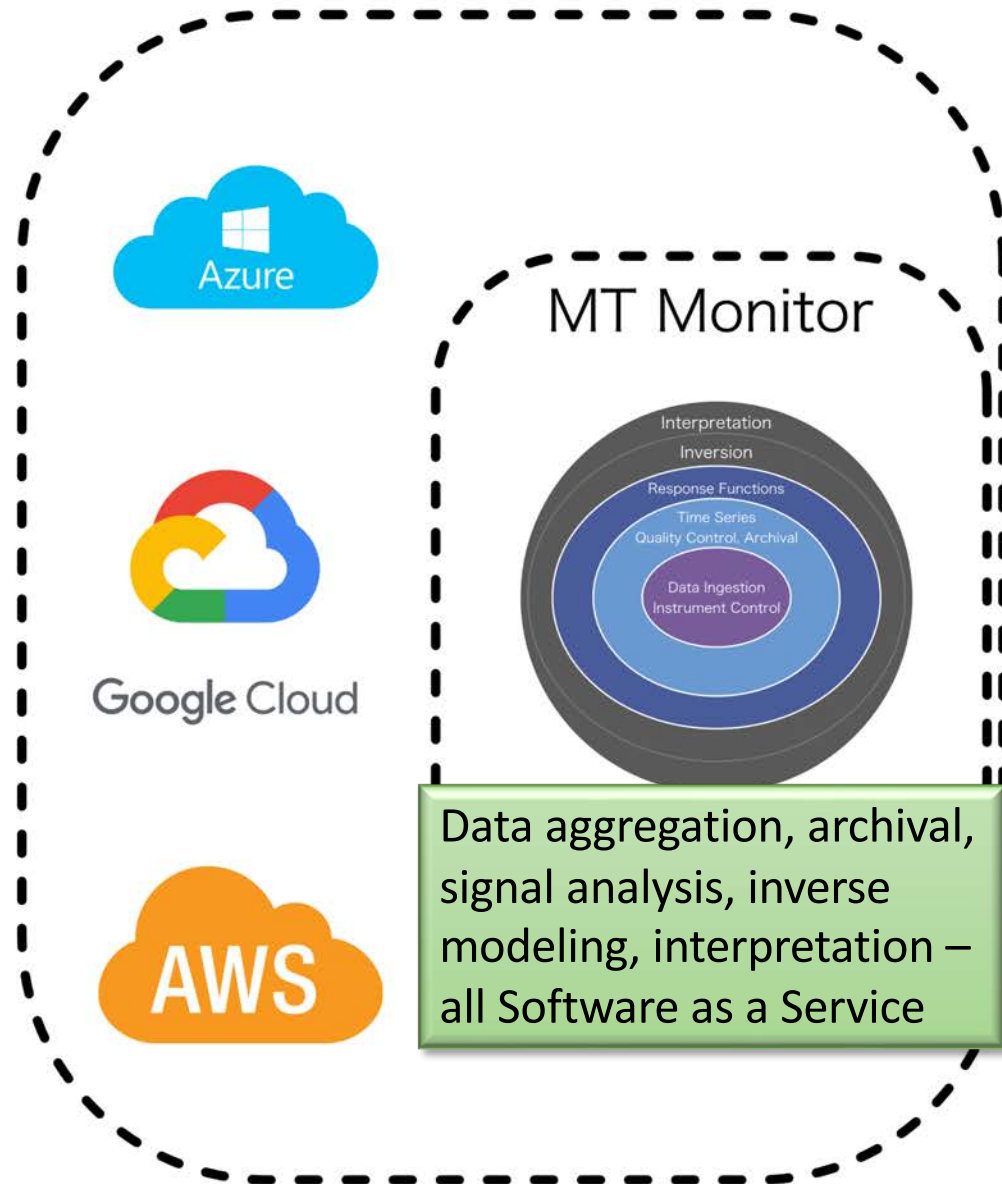 Azure
MT Monitor
Interpretation
Inversion
Response Functions
Time Series
Quality Control, Archival
Data Ingestion
Instrument Control
Google Cloud
AWS
Data aggregation, archival,
signal analysis, inverse
modeling, interpretation –
all Software as a Service